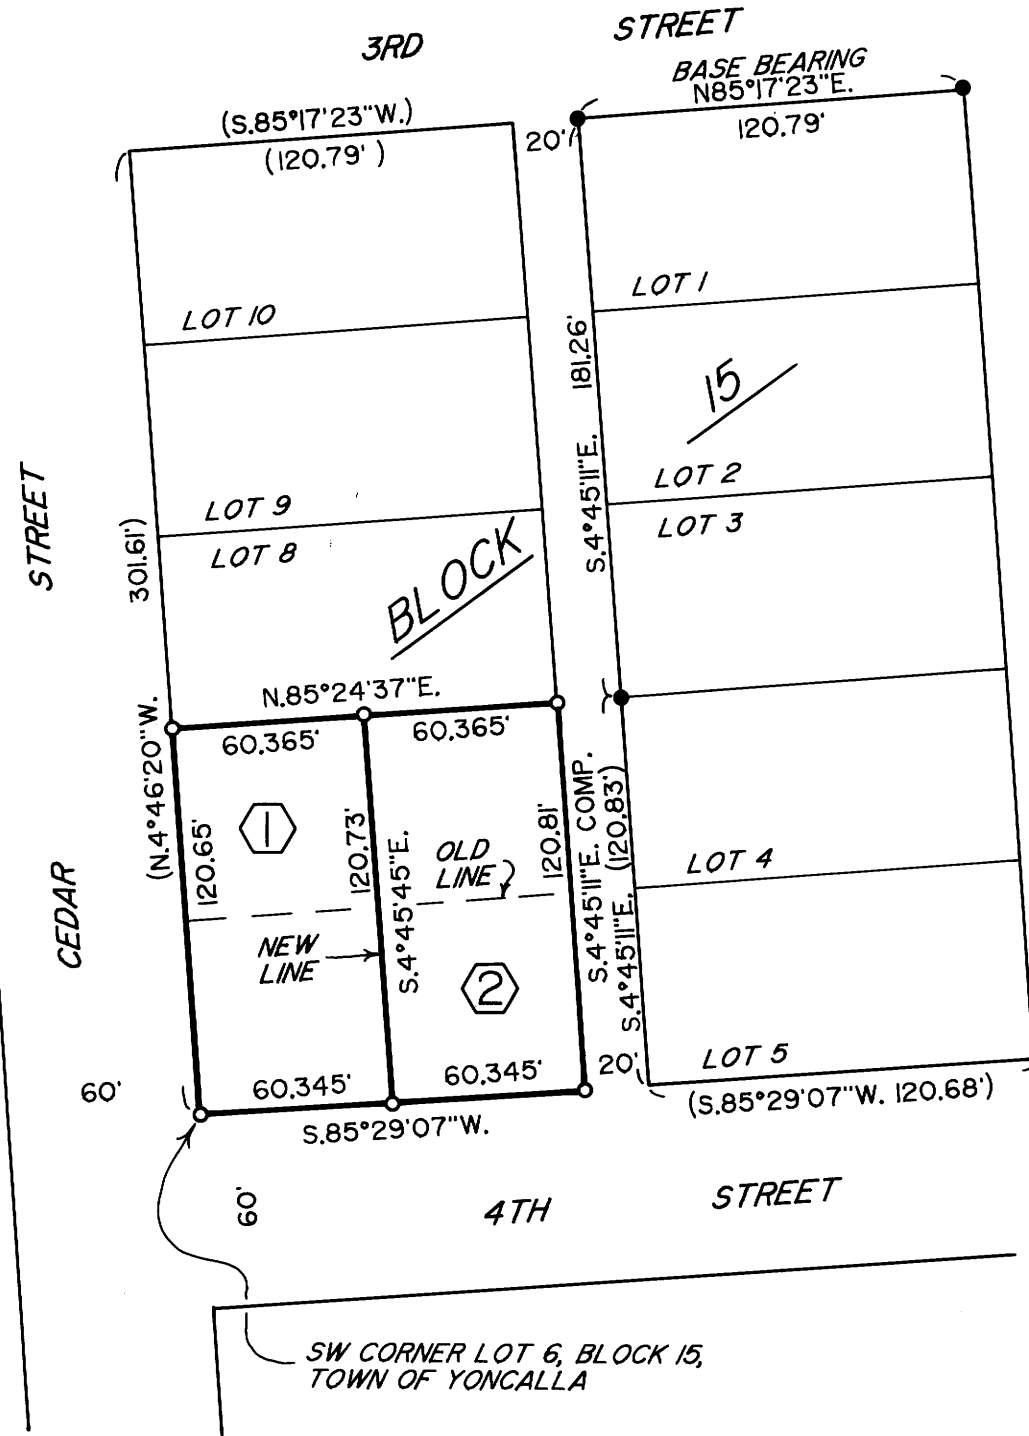 3RD STREET
BASE BEARING
N85°17'23"E.
120.79'
(S.85°17'23"W.)
(120.79' )
20'
LOT 10
LOT 1
181.26'
S.4°45'11"E.
15
LOT 9
LOT 2
LOT 8
LOT 3
BLOCK
STREET
301.61')
(N.4°46'20"W.
N.85°24'37"E.
60.365'
60.365'
1
120.65'
120.73'
S.4°45'45"E.
OLD
LINE
120.81'
S.4°45'11"E. COMP.
S.4°45'11"E. (120.83')
LOT 4
CEDAR
NEW
LINE
2
60'
60.345'
60.345'
20'
LOT 5
S.85°29'07"W.
(S.85°29'07"W. 120.68')
60'
4TH STREET
SW CORNER LOT 6, BLOCK 15,
TOWN OF YONCALLA